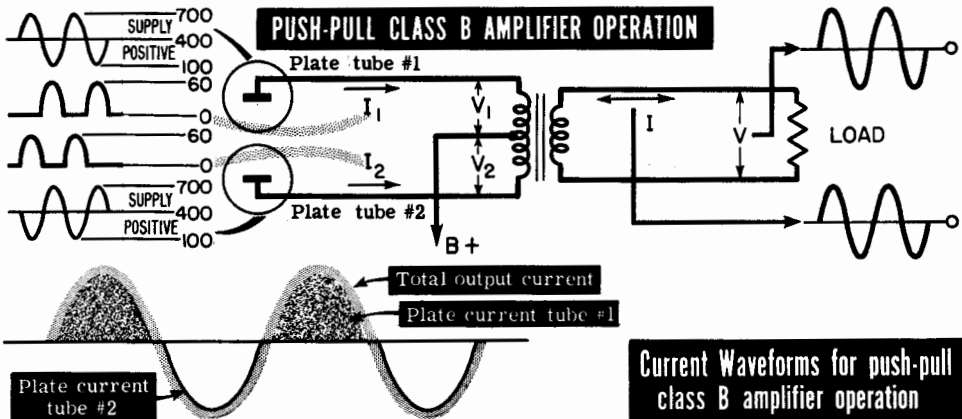 PUSH-PULL CLASS B AMPLIFIER OPERATION
700
SUPPLY
400
POSITIVE
100
60
0
60
0
700
SUPPLY
400
POSITIVE
100
Plate tube #1
I1
V1
I2
V2
Plate tube #2
B+
I
V
LOAD
Total output current
Plate current tube #1
Plate current
tube #2
Current Waveforms for push-pull
class B amplifier operation